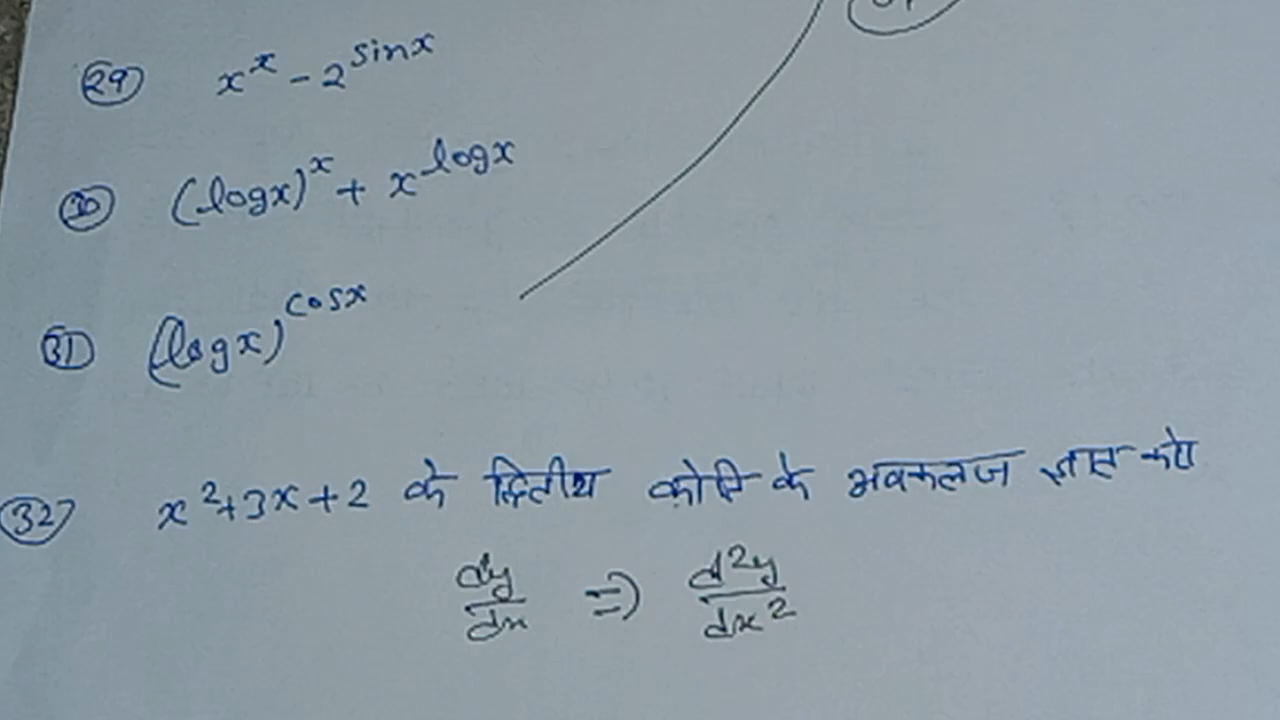 29 x^x - 2^sinx
30 (logx)^x + x^logx
31 (logx)^cosx
32 x²+3x+2 के द्वितीय कोटि के अवकलज ज्ञात करो
dy/dx ⇒ d²y/dx²